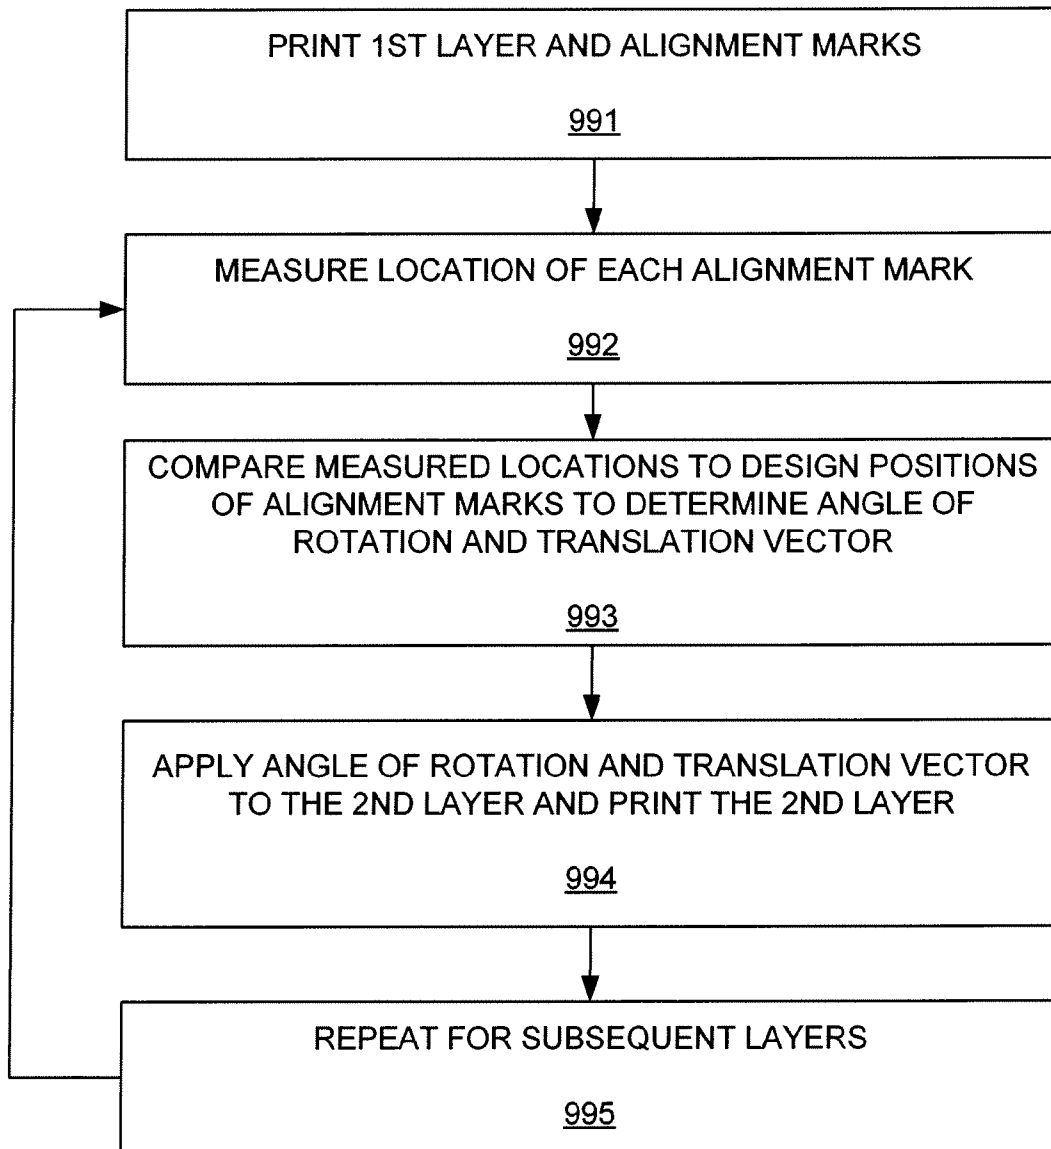 PRINT 1ST LAYER AND ALIGNMENT MARKS
991
MEASURE LOCATION OF EACH ALIGNMENT MARK
992
COMPARE MEASURED LOCATIONS TO DESIGN POSITIONS
OF ALIGNMENT MARKS TO DETERMINE ANGLE OF
ROTATION AND TRANSLATION VECTOR
993
APPLY ANGLE OF ROTATION AND TRANSLATION VECTOR
TO THE 2ND LAYER AND PRINT THE 2ND LAYER
994
REPEAT FOR SUBSEQUENT LAYERS
995